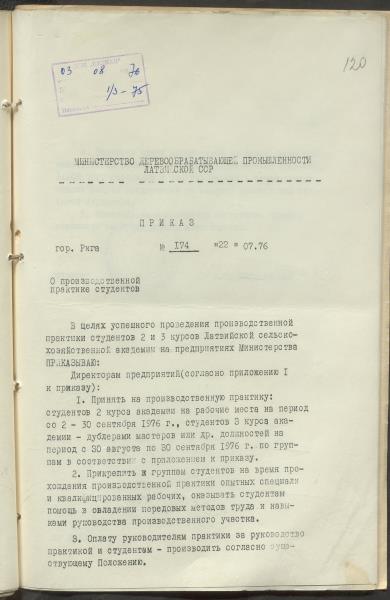 120
03 08 76
1/3-75
МИНИСТЕРСТВО ДЕРЕВООБРАБАТЫВАЮЩЕЙ ПРОМЫШЛЕННОСТИ
ЛАТВИЙСКОЙ ССР
ПРИКАЗ
гор. Рига № 174 "22" 07.76
О производственной
практике студентов
В целях успешного проведения производственной
практики студентов 2 и 3 курсов Латвийской сельско-
хозяйственной академии на предприятиях Министерства
ПРИКАЗЫВАЮ:
Директорам предприятий(согласно приложению I
к приказу):
I. Принять на производственную практику:
студентов 2 курса академии на рабочие места на период
со 2 - 30 сентября 1976 г., студентов 3 курса акаде-
мии - дублерами мастеров или др. должностей на
период с 30 августа по 30 сентября 1976 г. по груп-
пам в соответствии с приложением к приказу.
2. Прикрепить к группам студентов на время про-
хождения производственной практики опытных специали
и квалифицированных рабочих, оказывать студентам
помощь в овладении передовых методов труда и навы-
ками руководства производственного участка.
3. Оплату руководителям практики за руководство
практикой и студентам - производить согласно суще-
ствующему Положению.